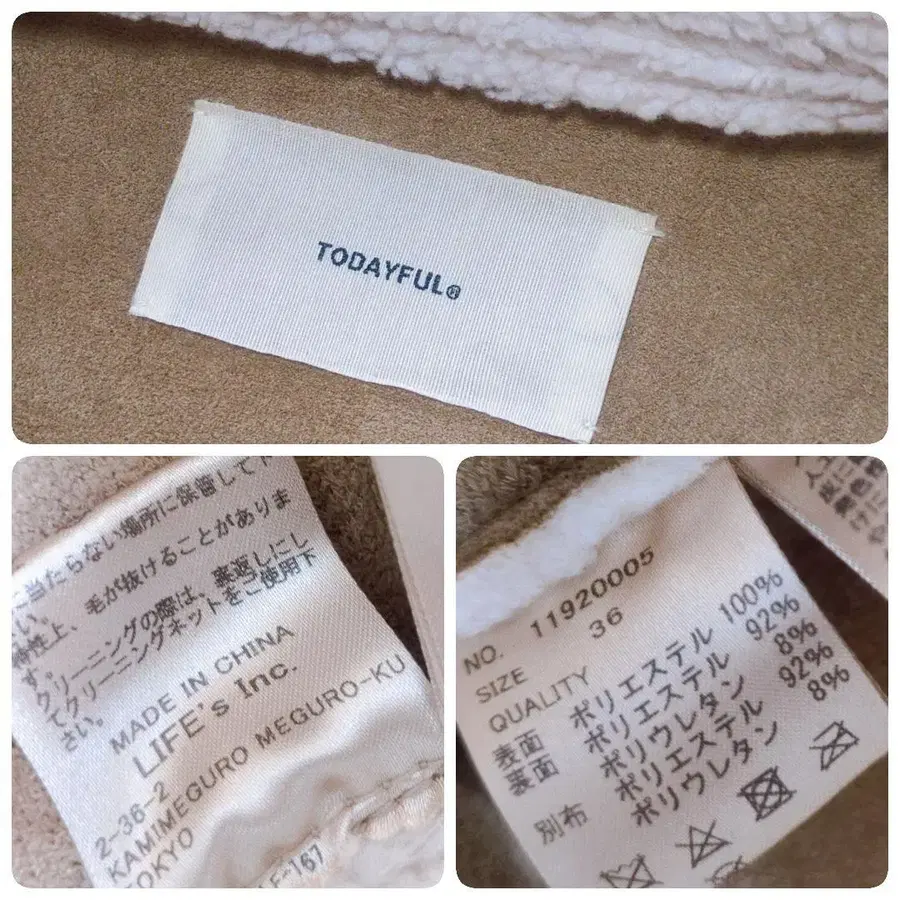 TODAYFUL®
に当たらない場所に保管して下
さい。
特性上、毛が抜けることがありま
す。
クリーニングの際は、裏返しにし
てクリーニングネットをご使用下
さい。
MADE IN CHINA
LIFE's Inc.
2-36-2
KAMIMEGURO MEGURO-KU
TOKYO
LF-167
NO. 11920005
SIZE 36
QUALITY
表面 ポリエステル 100%
裏面 ポリエステル 92%
ポリウレタン 8%
別布 ポリエステル 92%
ポリウレタン 8%